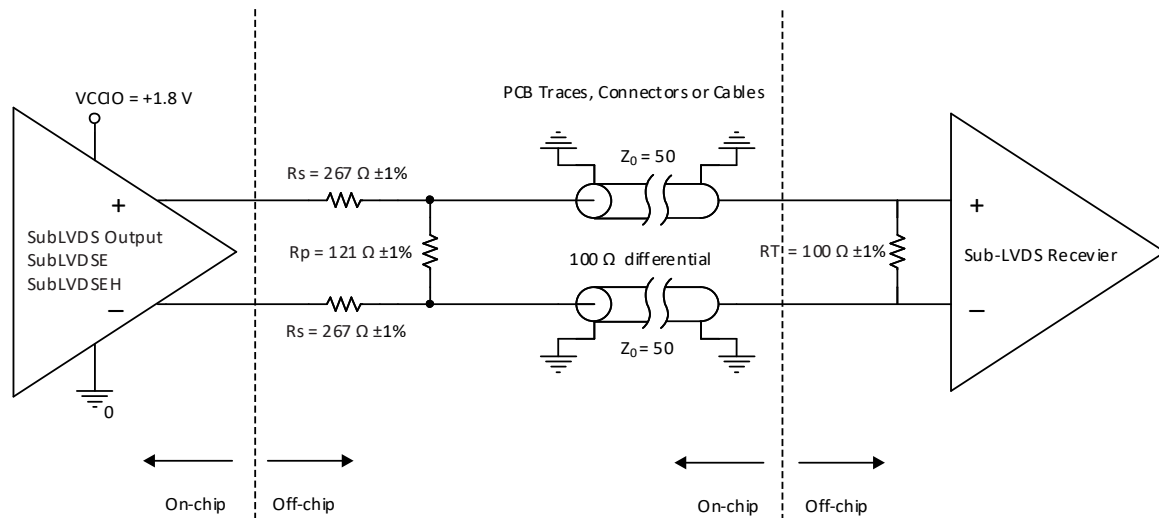 VCCIO = +1.8 V
PCB Traces, Connectors or Cables
Z0 = 50
Rs = 267 Ω ±1%
+
SubLVDS Output
SubLVDSE
SubLVDSEH
−
Rp = 121 Ω ±1%
100 Ω differential
RT = 100 Ω ±1%
+
Sub-LVDS Recevier
−
Rs = 267 Ω ±1%
Z0 = 50
0
On-chip
Off-chip
On-chip
Off-chip